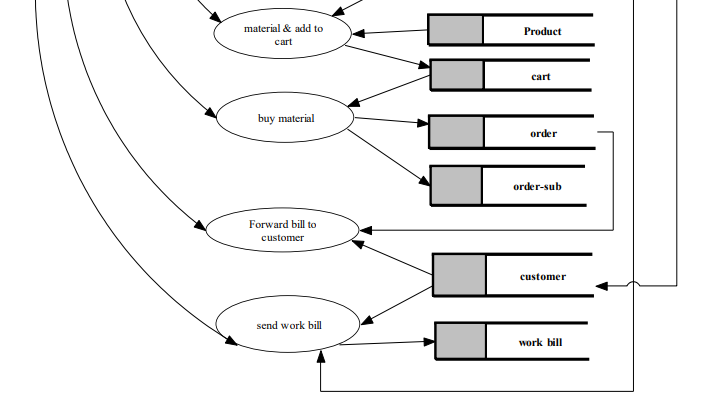 material & add to
cart
Product
cart
buy material
order
order-sub
Forward bill to
customer
customer
send work bill
work bill